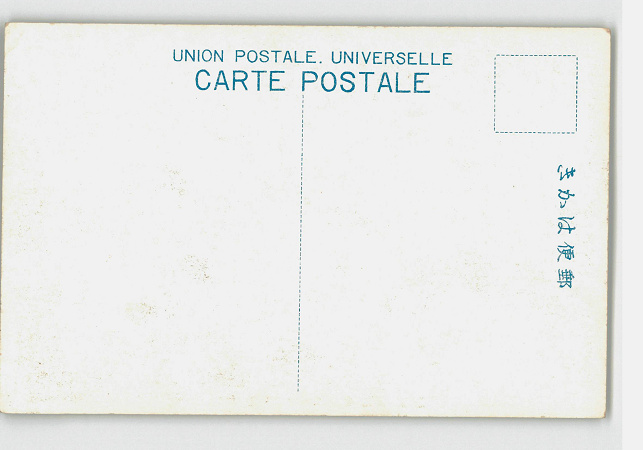 UNION POSTALE. UNIVERSELLE
CARTE POSTALE
郵便はかき